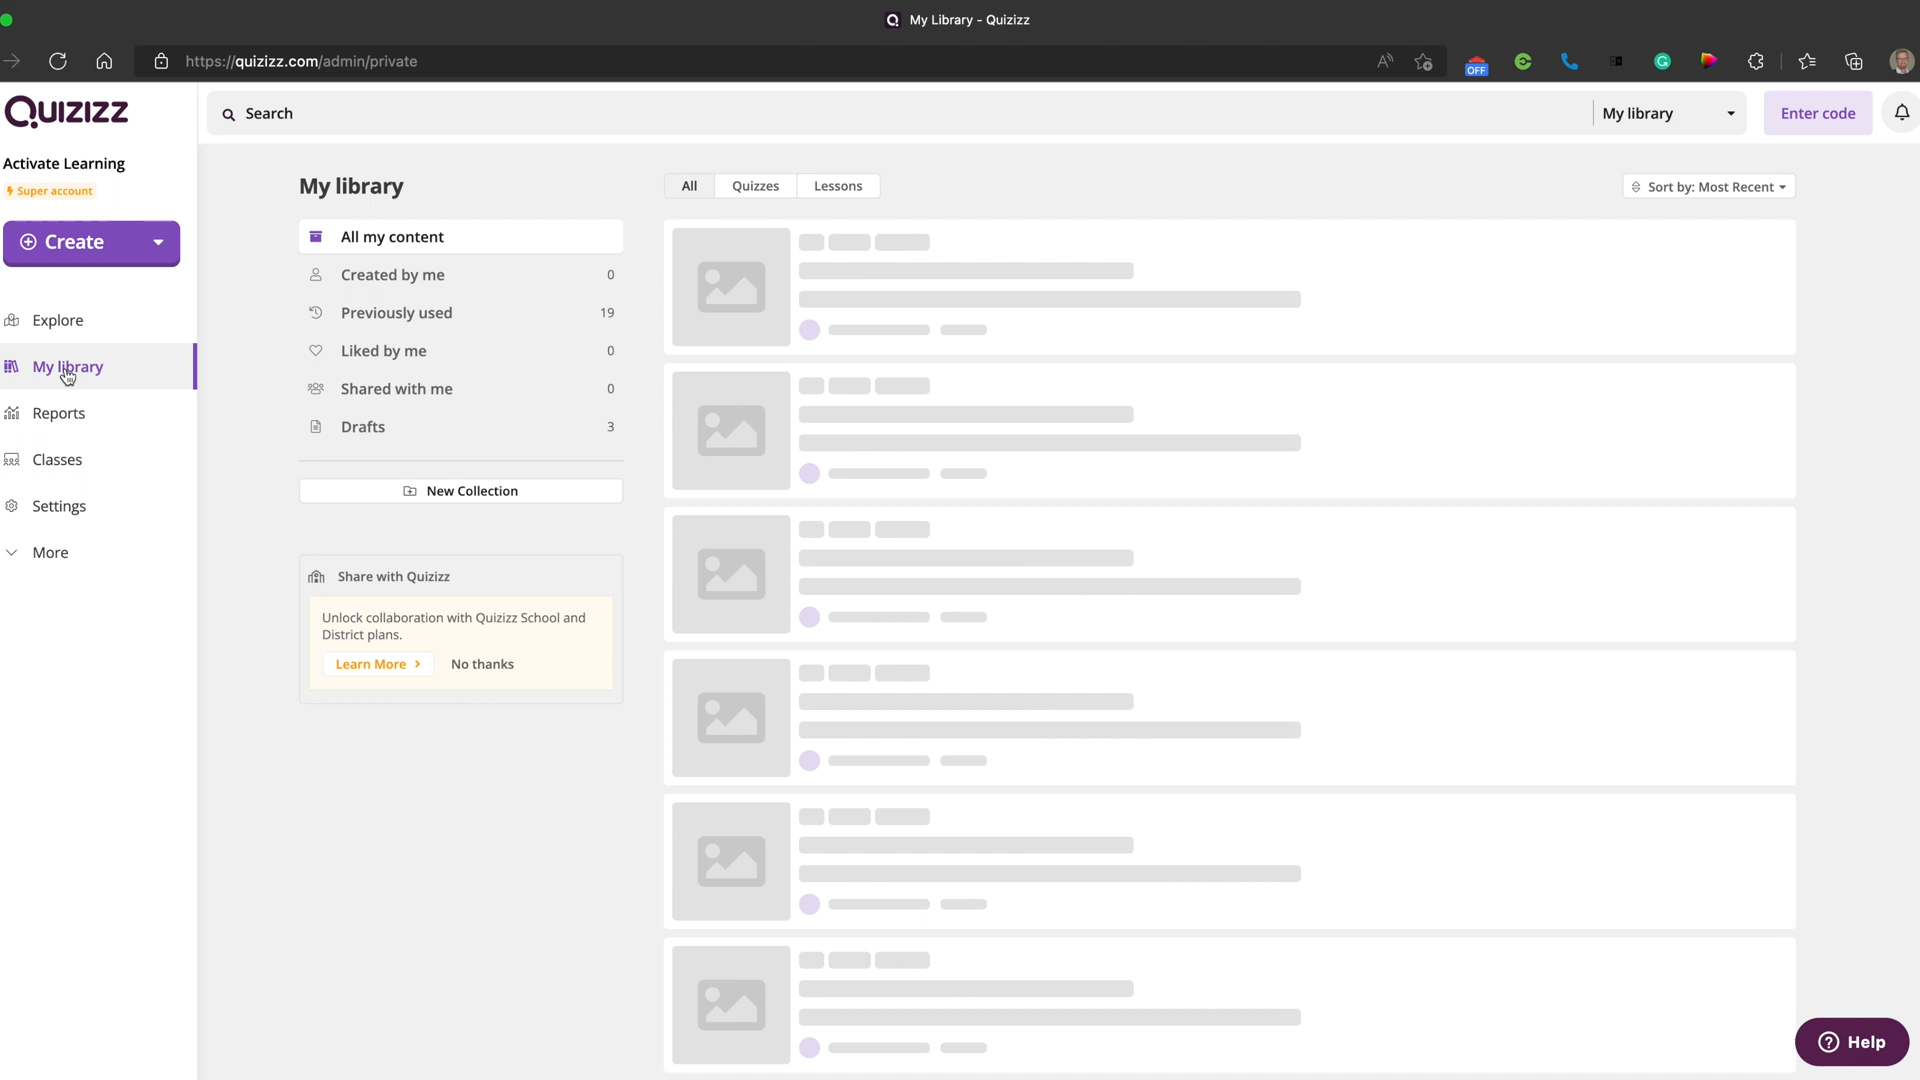 My Library - Quizizz
https://quizizz.com/admin/private
OFF
QUIZIZZ
Search
My library
Enter code
Activate Learning
Super account
Create
Explore
My library
Reports
Classes
Settings
More
My library
All my content
Created by me 0
Previously used 19
Liked by me 0
Shared with me 0
Drafts 3
New Collection
Share with Quizizz
Unlock collaboration with Quizizz School and
District plans.
Learn More
No thanks
All
Quizzes
Lessons
Sort by: Most Recent
Help